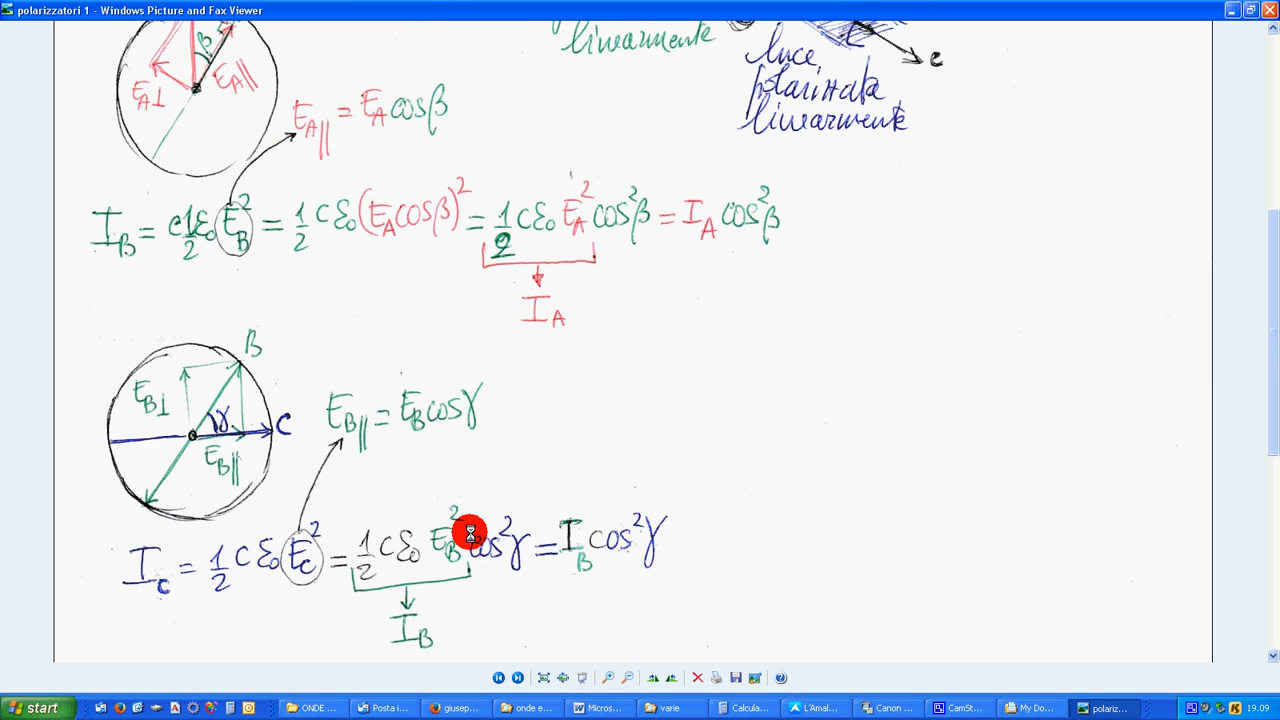 polarizzatori 1 - Windows Picture and Fax Viewer
linearmente
luce
polarizzata
linearmente
c
β
E_A⊥
E_A||
E_A|| = E_A cosβ
I_B = c 1/2 ε₀ E_B² = 1/2 cε₀ (E_A cosβ)² = 1/2 cε₀ E_A² cos²β = I_A cos²β
I_A
B
E_B⊥
γ
C
E_B||
E_B|| = E_B cosγ
I_c = 1/2 c ε₀ E_c² = 1/2 cε₀ E_B² cos²γ = I_B cos²γ
I_B
start
ONDE ...
Posta i...
giusep...
onde e...
Micros...
varie
Calcula...
L'Amal...
Canon ...
CamSt...
My Do...
polariz...
19.09